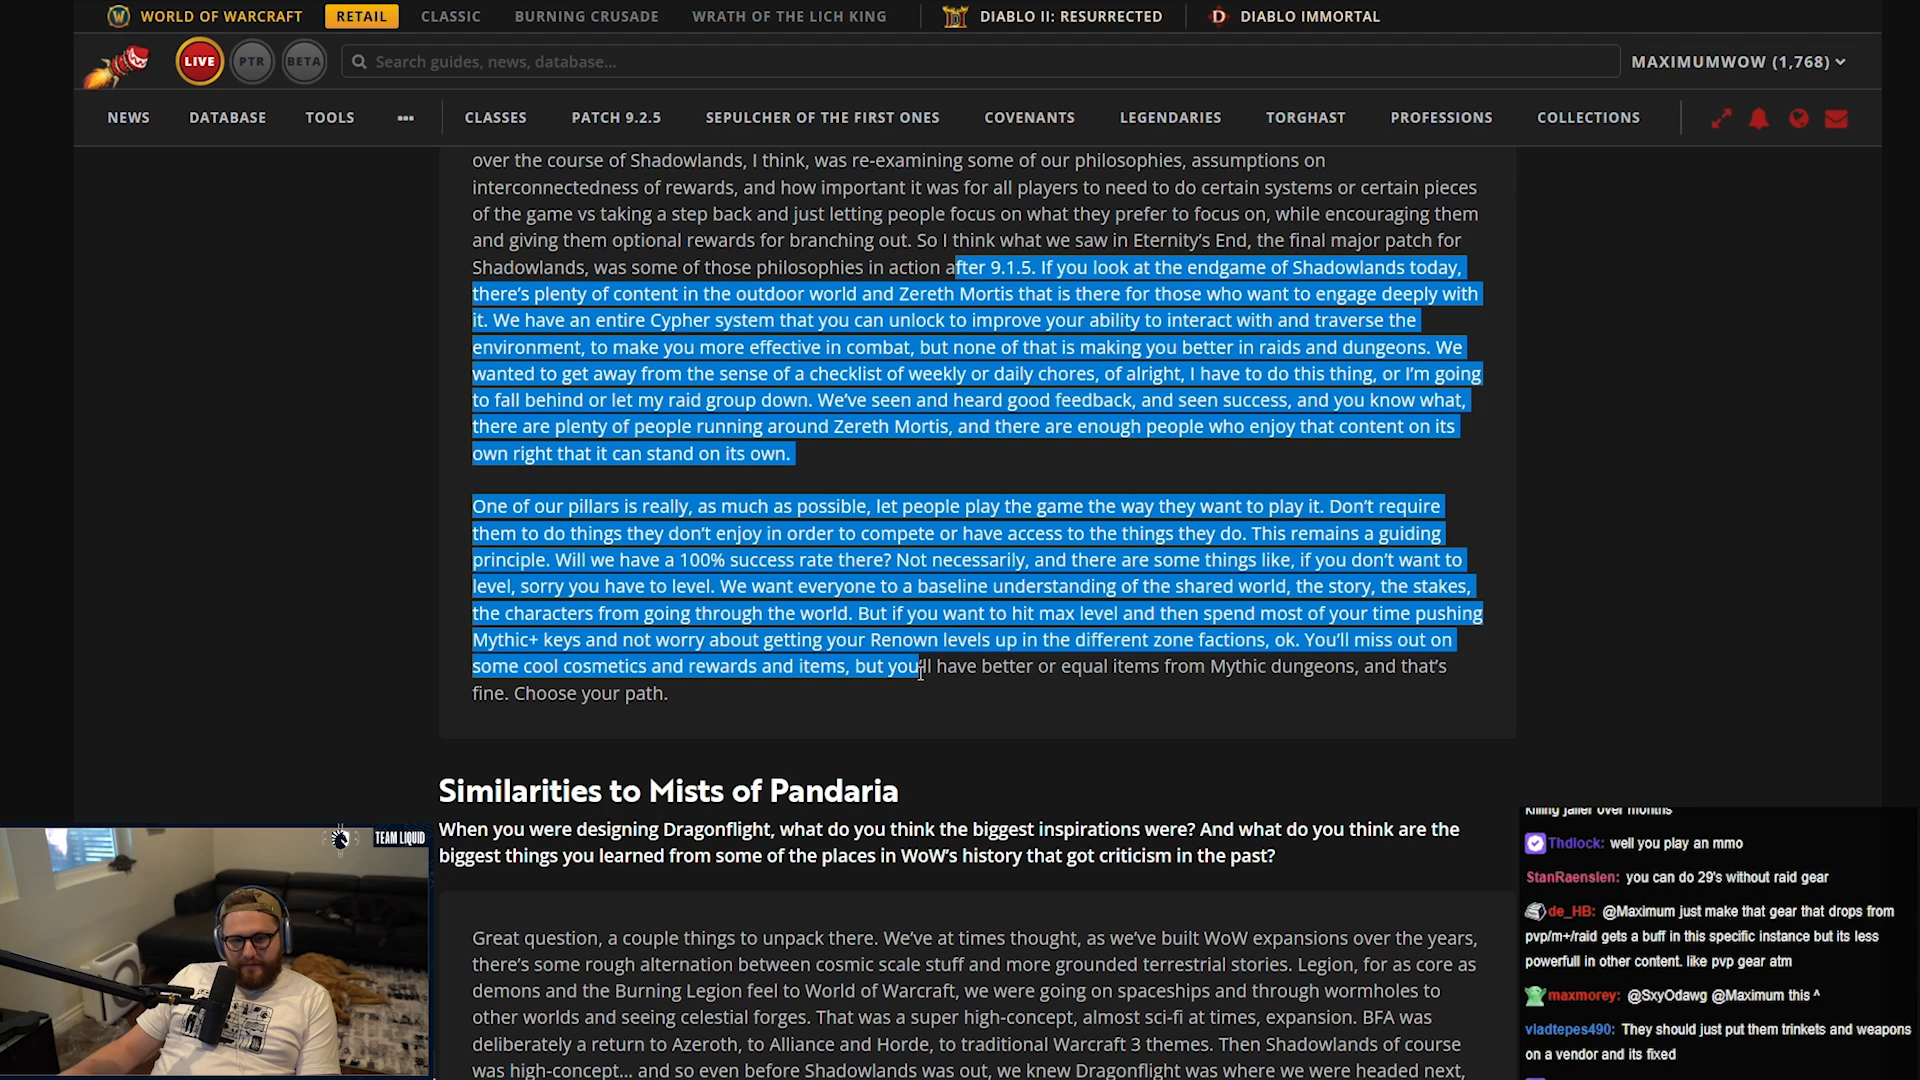 WORLD OF WARCRAFT RETAIL CLASSIC BURNING CRUSADE WRATH OF THE LICH KING DIABLO II: RESURRECTED DIABLO IMMORTAL
LIVE PTR BETA Search guides, news, database... MAXIMUMWOW (1,768)
NEWS DATABASE TOOLS ••• CLASSES PATCH 9.2.5 SEPULCHER OF THE FIRST ONES COVENANTS LEGENDARIES TORGHAST PROFESSIONS COLLECTIONS
over the course of Shadowlands, I think, was re-examining some of our philosophies, assumptions on
interconnectedness of rewards, and how important it was for all players to need to do certain systems or certain pieces
of the game vs taking a step back and just letting people focus on what they prefer to focus on, while encouraging them
and giving them optional rewards for branching out. So I think what we saw in Eternity's End, the final major patch for
Shadowlands, was some of those philosophies in action after 9.1.5. If you look at the endgame of Shadowlands today,
there's plenty of content in the outdoor world and Zereth Mortis that is there for those who want to engage deeply with
it. We have an entire Cypher system that you can unlock to improve your ability to interact with and traverse the
environment, to make you more effective in combat, but none of that is making you better in raids and dungeons. We
wanted to get away from the sense of a checklist of weekly or daily chores, of alright, I have to do this thing, or I'm going
to fall behind or let my raid group down. We've seen and heard good feedback, and seen success, and you know what,
there are plenty of people running around Zereth Mortis, and there are enough people who enjoy that content on its
own right that it can stand on its own.
One of our pillars is really, as much as possible, let people play the game the way they want to play it. Don't require
them to do things they don't enjoy in order to compete or have access to the things they do. This remains a guiding
principle. Will we have a 100% success rate there? Not necessarily, and there are some things like, if you don't want to
level, sorry you have to level. We want everyone to a baseline understanding of the shared world, the story, the stakes,
the characters from going through the world. But if you want to hit max level and then spend most of your time pushing
Mythic+ keys and not worry about getting your Renown levels up in the different zone factions, ok. You'll miss out on
some cool cosmetics and rewards and items, but you'll have better or equal items from Mythic dungeons, and that's
fine. Choose your path.
Similarities to Mists of Pandaria
When you were designing Dragonflight, what do you think the biggest inspirations were? And what do you think are the
biggest things you learned from some of the places in WoW's history that got criticism in the past?
Great question, a couple things to unpack there. We've at times thought, as we've built WoW expansions over the years,
there's some rough alternation between cosmic scale stuff and more grounded terrestrial stories. Legion, for as core as
demons and the Burning Legion feel to World of Warcraft, we were going on spaceships and through wormholes to
other worlds and seeing celestial forges. That was a super high-concept, almost sci-fi at times, expansion. BFA was
deliberately a return to Azeroth, to Alliance and Horde, to traditional Warcraft 3 themes. Then Shadowlands of course
was high-concept... and so even before Shadowlands was out, we knew Dragonflight was where we were headed next,
TEAM LIQUID
Killing jailer over months
Thdlock: well you play an mmo
StanRaenslen: you can do 29's without raid gear
de_HB: @Maximum just make that gear that drops from
pvp/m+/raid gets a buff in this specific instance but its less
powerfull in other content. like pvp gear atm
maxmorey: @SxyOdawg @Maximum this ^
vladtepes490: They should just put them trinkets and weapons
on a vendor and its fixed